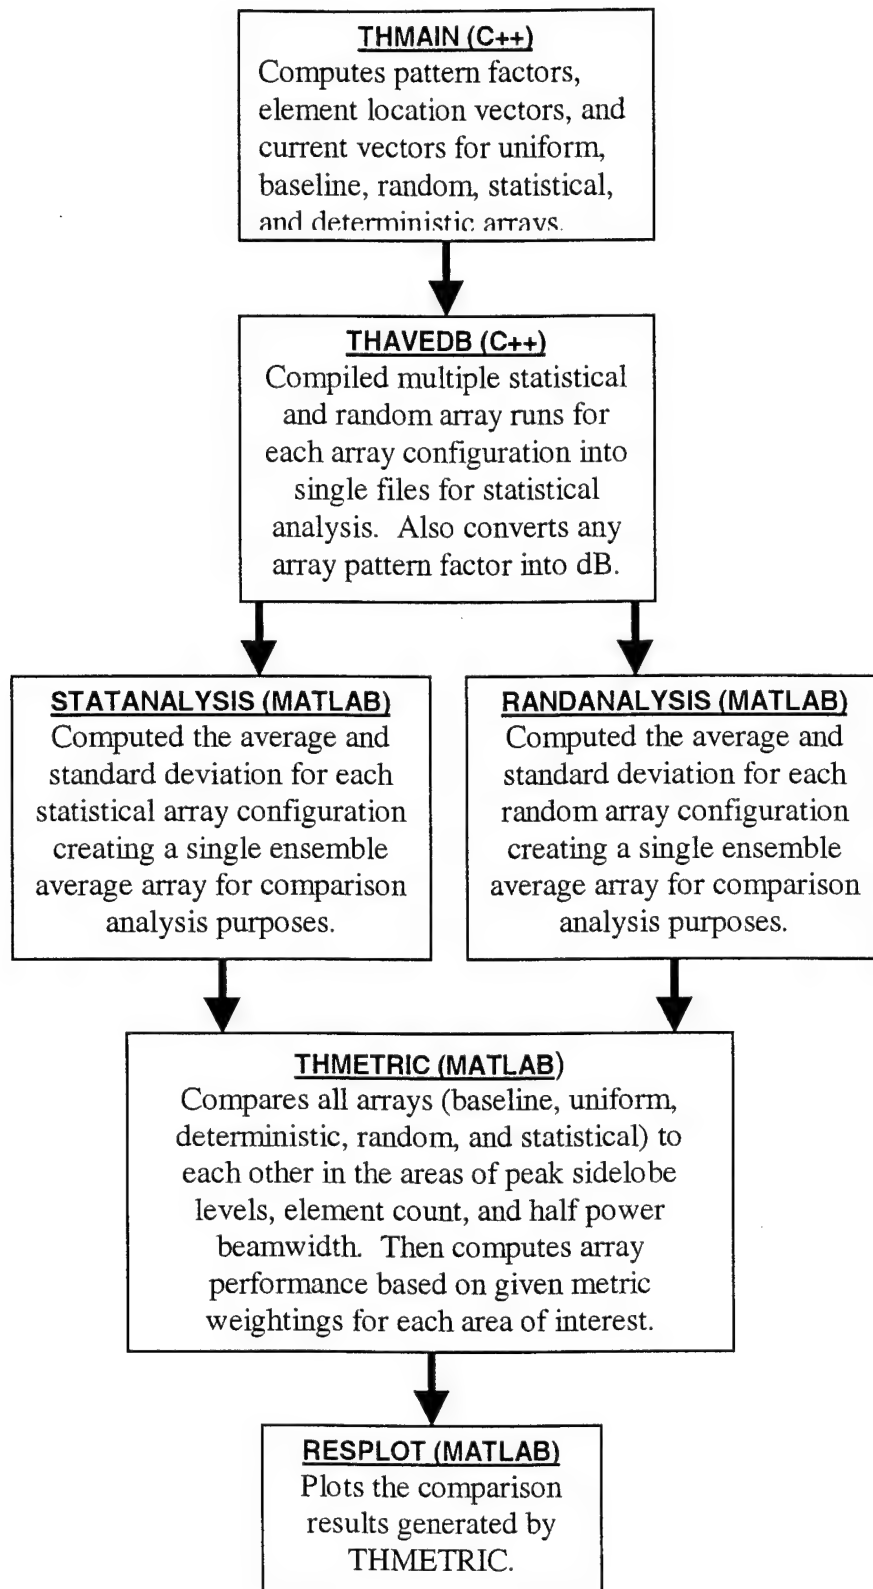 THMAIN (C++)
Computes pattern factors,
element location vectors, and
current vectors for uniform,
baseline, random, statistical,
and deterministic arrays.
THAVEDB (C++)
Compiled multiple statistical
and random array runs for
each array configuration into
single files for statistical
analysis. Also converts any
array pattern factor into dB.
STATANALYSIS (MATLAB)
Computed the average and
standard deviation for each
statistical array configuration
creating a single ensemble
average array for comparison
analysis purposes.
RANDANALYSIS (MATLAB)
Computed the average and
standard deviation for each
random array configuration
creating a single ensemble
average array for comparison
analysis purposes.
THMETRIC (MATLAB)
Compares all arrays (baseline, uniform,
deterministic, random, and statistical) to
each other in the areas of peak sidelobe
levels, element count, and half power
beamwidth. Then computes array
performance based on given metric
weightings for each area of interest.
RESPLOT (MATLAB)
Plots the comparison
results generated by
THMETRIC.